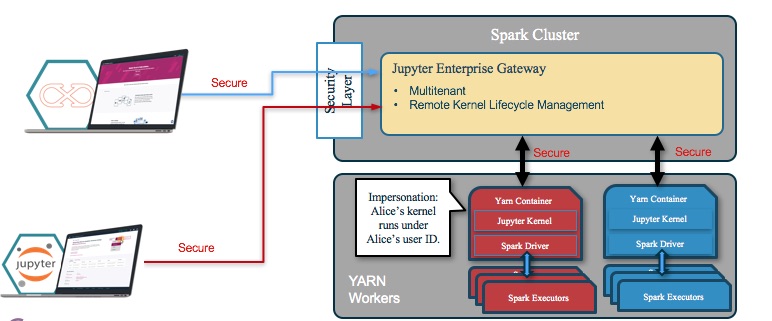 Spark Cluster
Security
Layer
Jupyter Enterprise Gateway
• Multitenant
• Remote Kernel Lifecycle Management
Secure
Secure
Secure
Secure
jupyter
Impersonation:
Alice's kernel
runs under
Alice's user ID.
Yarn Container
Jupyter Kernel
Spark Driver
Spark Executors
Yarn Container
Jupyter Kernel
Spark Driver
Spark Executors
YARN
Workers